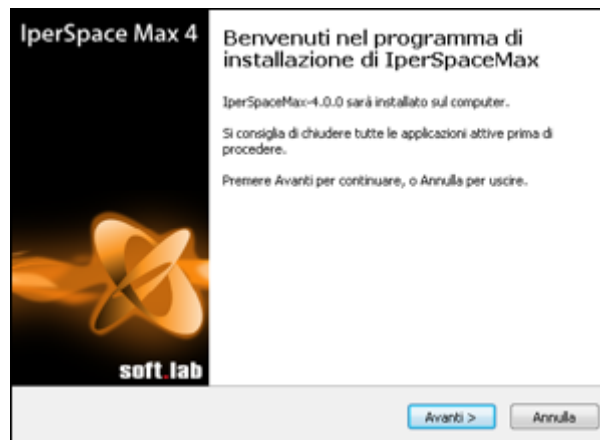 IperSpace Max 4
Benvenuti nel programma di
installazione di IperSpaceMax
IperSpaceMax-4.0.0 sarà installato sul computer.
Si consiglia di chiudere tutte le applicazioni attive prima di
procedere.
Premere Avanti per continuare, o Annulla per uscire.
soft.lab
Avanti >
Annulla